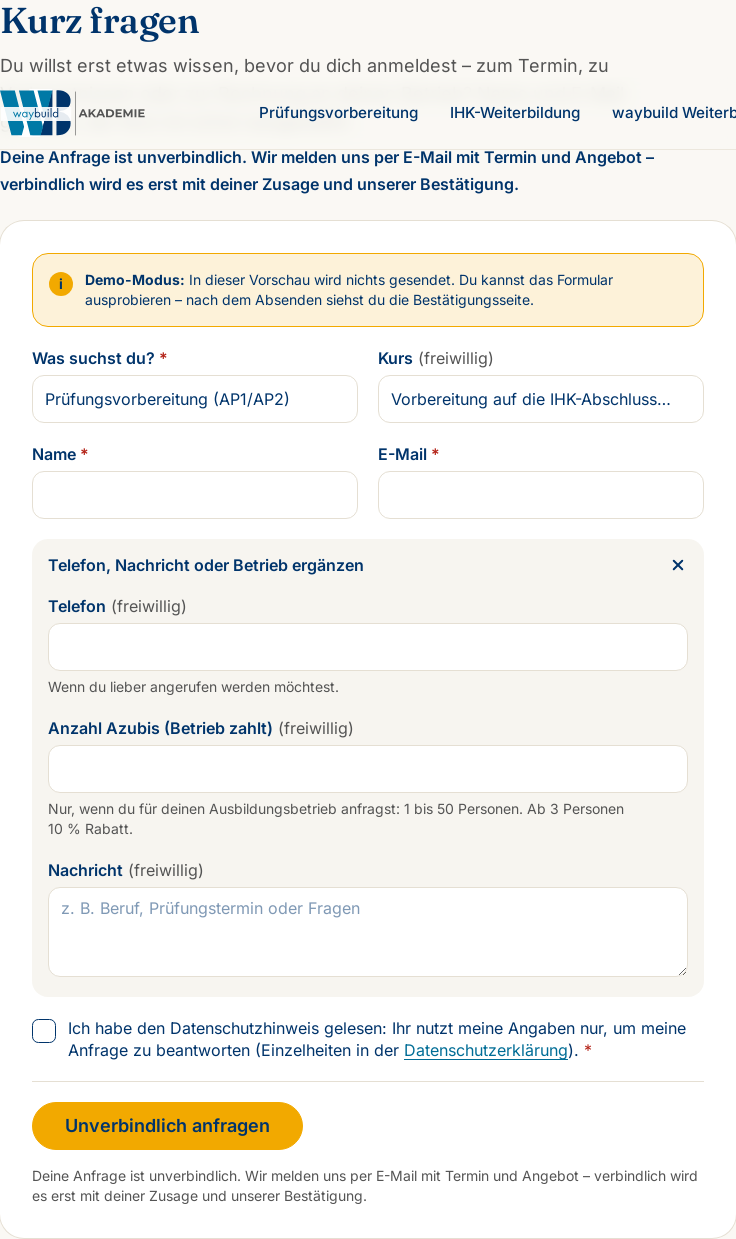 Kurz fragen
Du willst erst etwas wissen, bevor du dich anmeldest – zum Termin, zu
waybuild AKADEMIE
Prüfungsvorbereitung IHK-Weiterbildung waybuild Weiterb
Deine Anfrage ist unverbindlich. Wir melden uns per E-Mail mit Termin und Angebot –
verbindlich wird es erst mit deiner Zusage und unserer Bestätigung.
i Demo-Modus: In dieser Vorschau wird nichts gesendet. Du kannst das Formular
ausprobieren – nach dem Absenden siehst du die Bestätigungsseite.
Was suchst du? * Kurs (freiwillig)
Prüfungsvorbereitung (AP1/AP2) Vorbereitung auf die IHK-Abschluss...
Name * E-Mail *
Telefon, Nachricht oder Betrieb ergänzen ×
Telefon (freiwillig)
Wenn du lieber angerufen werden möchtest.
Anzahl Azubis (Betrieb zahlt) (freiwillig)
Nur, wenn du für deinen Ausbildungsbetrieb anfragst: 1 bis 50 Personen. Ab 3 Personen
10 % Rabatt.
Nachricht (freiwillig)
z. B. Beruf, Prüfungstermin oder Fragen
Ich habe den Datenschutzhinweis gelesen: Ihr nutzt meine Angaben nur, um meine
Anfrage zu beantworten (Einzelheiten in der Datenschutzerklärung). *
Unverbindlich anfragen
Deine Anfrage ist unverbindlich. Wir melden uns per E-Mail mit Termin und Angebot – verbindlich wird
es erst mit deiner Zusage und unserer Bestätigung.